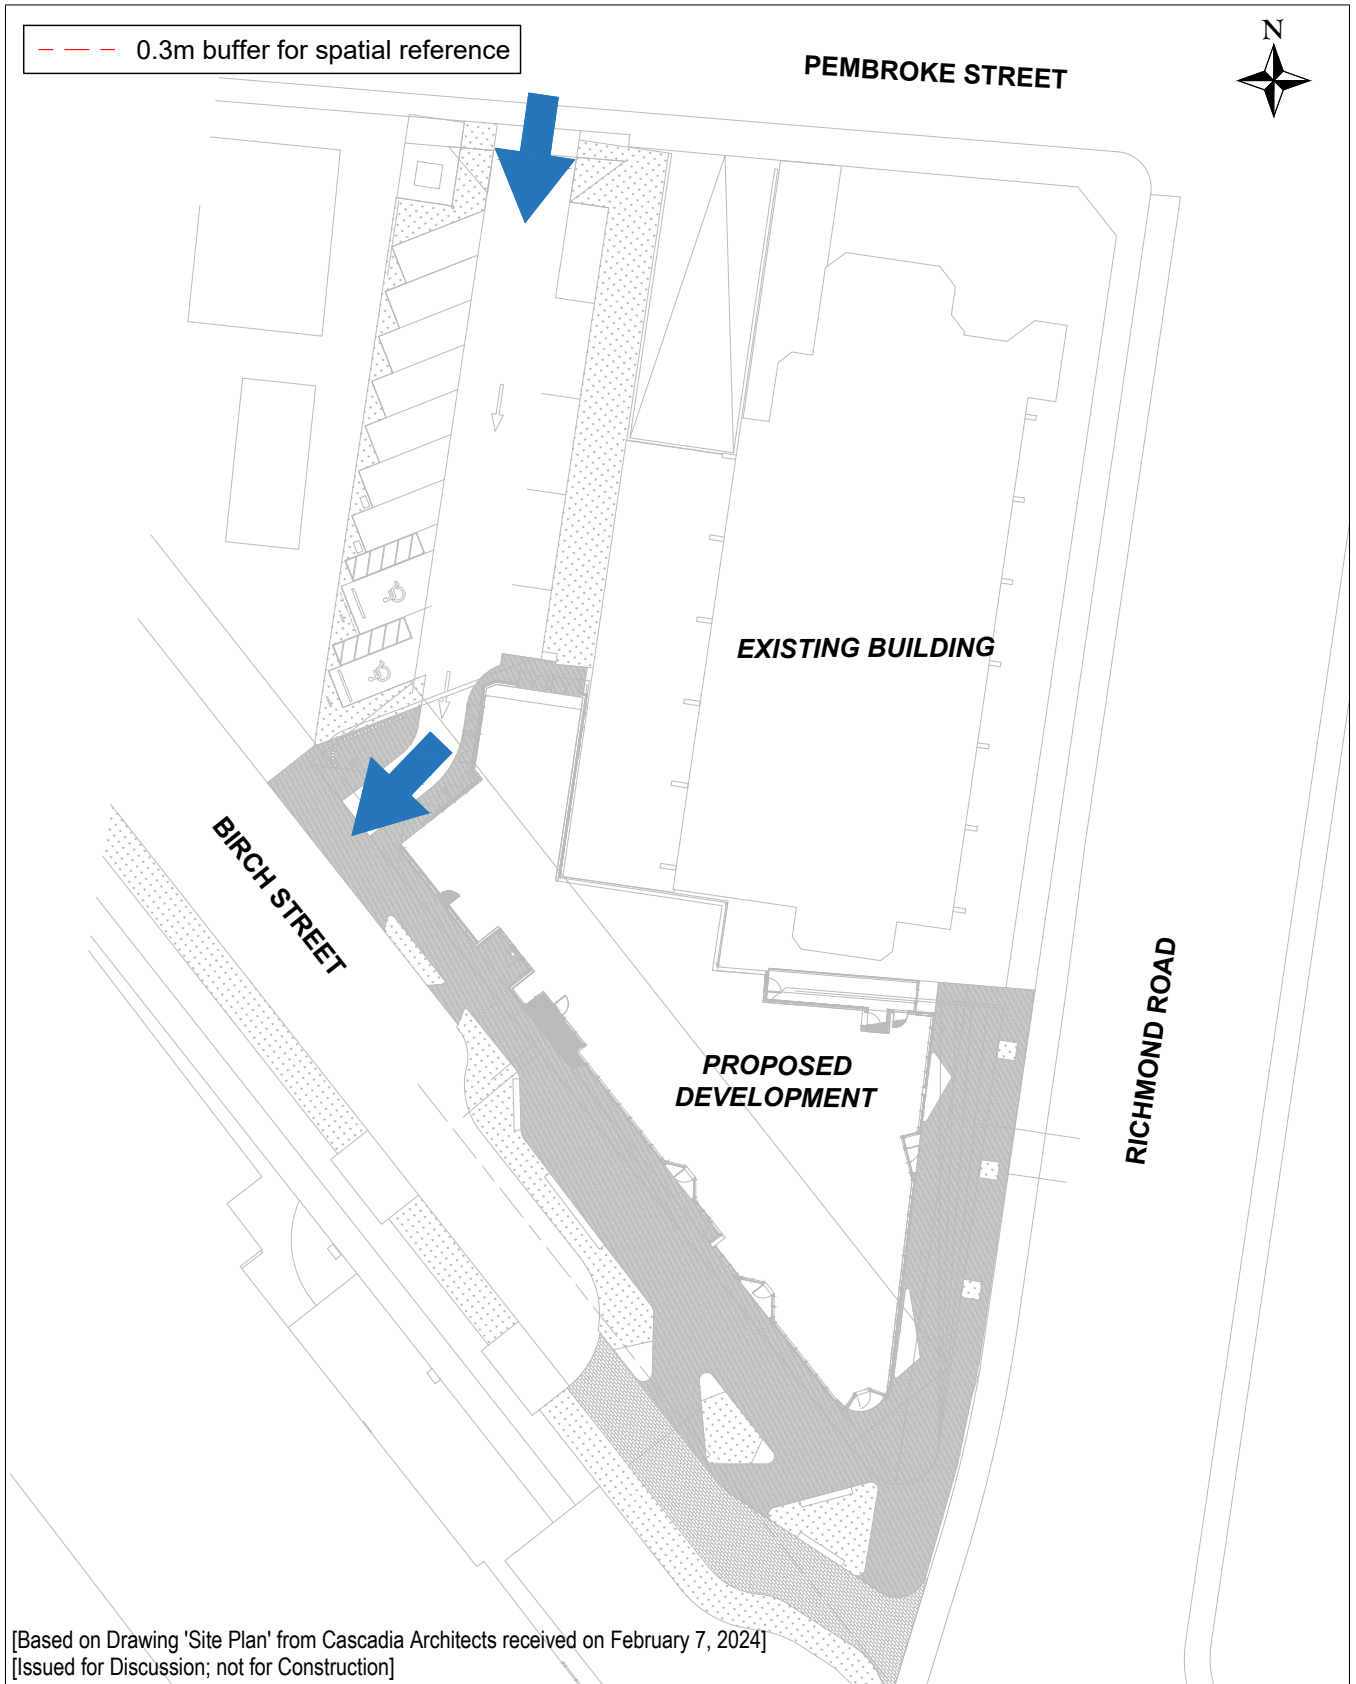 0.3m buffer for spatial reference
PEMBROKE STREET
N
EXISTING BUILDING
BIRCH STREET
RICHMOND ROAD
PROPOSED
DEVELOPMENT
[Based on Drawing 'Site Plan' from Cascadia Architects received on February 7, 2024]
[Issued for Discussion; not for Construction]